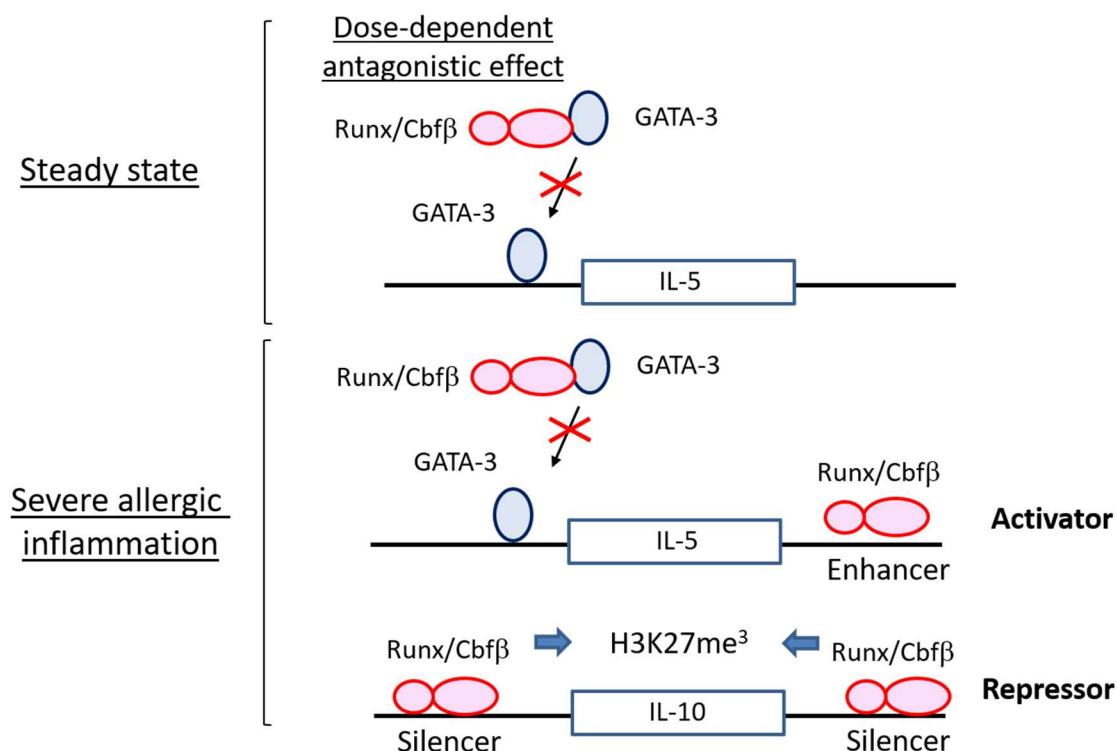 Dose-dependent
antagonistic effect
Runx/Cbfβ
GATA-3
Steady state
GATA-3
IL-5
Runx/Cbfβ
GATA-3
GATA-3
Runx/Cbfβ
Severe allergic
inflammation
Activator
IL-5
Enhancer
Runx/Cbfβ
H3K27me³
Runx/Cbfβ
Repressor
IL-10
Silencer
Silencer